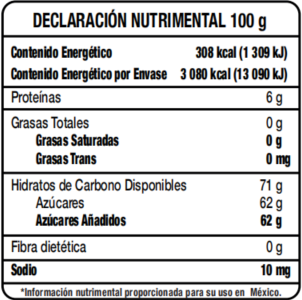 DECLARACIÓN NUTRIMENTAL 100 g
Contenido Energético 308 kcal (1 309 kJ)
Contenido Energético por Envase 3 080 kcal (13 090 kJ)
Proteínas 6 g
Grasas Totales 0 g
Grasas Saturadas 0 g
Grasas Trans 0 mg
Hidratos de Carbono Disponibles 71 g
Azúcares 62 g
Azúcares Añadidos 62 g
Fibra dietética 0 g
Sodio 10 mg
*Información nutrimental proporcionada para su uso en México.